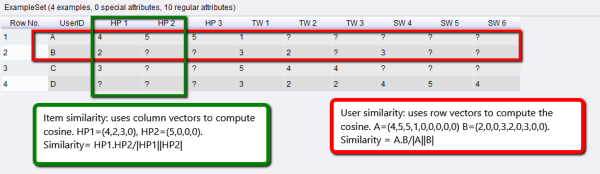 ExampleSet (4 examples, 0 special attributes, 10 regular attributes)
Row No. UserID HP 1 HP 2 HP 3 TW 1 TW 2 TW 3 SW 4 SW 5 SW 6
1 A 4 5 5 1 ? ? ? ? ?
2 B 2 ? ? 3 2 ? 3 ? ?
3 C 3 ? ? 5 4 4 ? ? ?
4 D ? ? ? 3 2 2 4 5 4
Item similarity: uses column vectors to compute
cosine. HP1=(4,2,3,0), HP2=(5,0,0,0).
Similarity= HP1.HP2/|HP1||HP2|
User similarity: uses row vectors to compute the
cosine. A=(4,5,5,1,0,0,0,0,0) B=(2,0,0,3,2,0,3,0,0).
Similarity = A.B/|A||B|